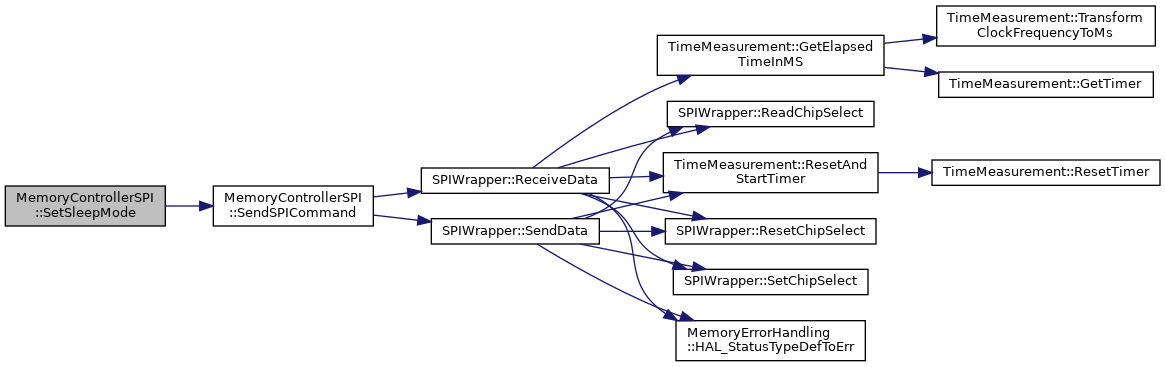 MemoryControllerSPI
::SetSleepMode
MemoryControllerSPI
::SendSPICommand
SPIWrapper::ReceiveData
SPIWrapper::SendData
TimeMeasurement::GetElapsed
TimeInMS
SPIWrapper::ReadChipSelect
TimeMeasurement::ResetAnd
StartTimer
SPIWrapper::ResetChipSelect
SPIWrapper::SetChipSelect
MemoryErrorHandling
::HAL_StatusTypeDefToErr
TimeMeasurement::Transform
ClockFrequencyToMs
TimeMeasurement::GetTimer
TimeMeasurement::ResetTimer